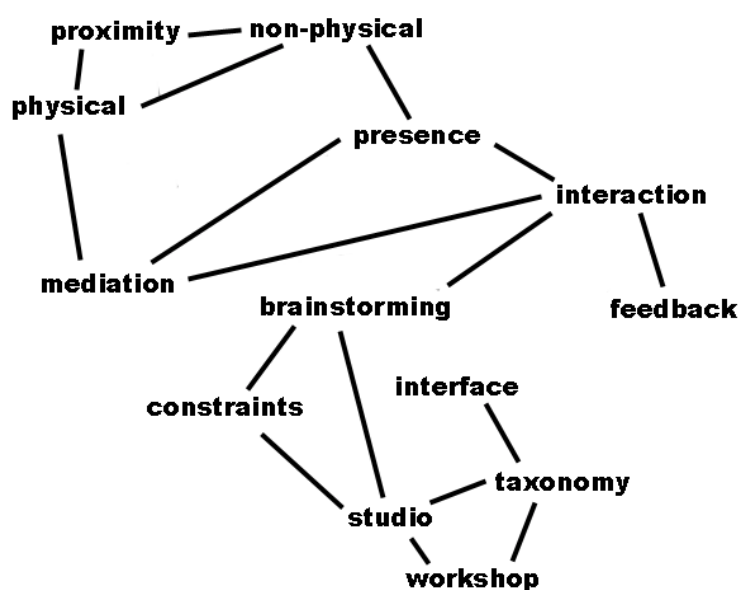 proximity
non-physical
physical
presence
interaction
mediation
brainstorming
feedback
interface
constraints
taxonomy
studio
workshop